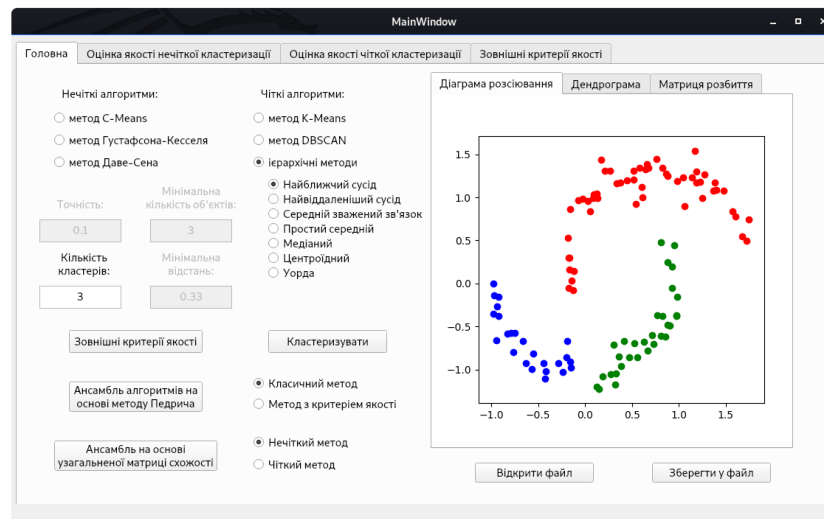 MainWindow
Головна
Оцінка якості нечіткої кластеризації
Оцінка якості чіткої кластеризації
Зовнішні критерії якості
Нечіткі алгоритми:
метод C-Means
метод Густафсона-Кесселя
метод Даве-Сена
Точність:
Мінімальна
кількість об'єктів:
0.1
3
Кількість
кластерів:
Мінімальна
відстань:
3
0.33
Чіткі алгоритми:
метод K-Means
метод DBSCAN
ієрархічні методи
Найближчий сусід
Найвіддаленіший сусід
Середній зважений зв'язок
Простий середній
Медіаний
Центроїдний
Уорда
Зовнішні критерії якості
Кластеризувати
Ансамбль алгоритмів на
основі методу Педрича
Класичний метод
Метод з критерієм якості
Ансамбль на основі
узагальненої матриці схожості
Нечіткий метод
Чіткий метод
Діаграма розсіювання
Дендрограма
Матриця розбиття
1.5
1.0
0.5
0.0
−0.5
−1.0
−1.0
−0.5
0.0
0.5
1.0
1.5
Відкрити файл
Зберегти у файл